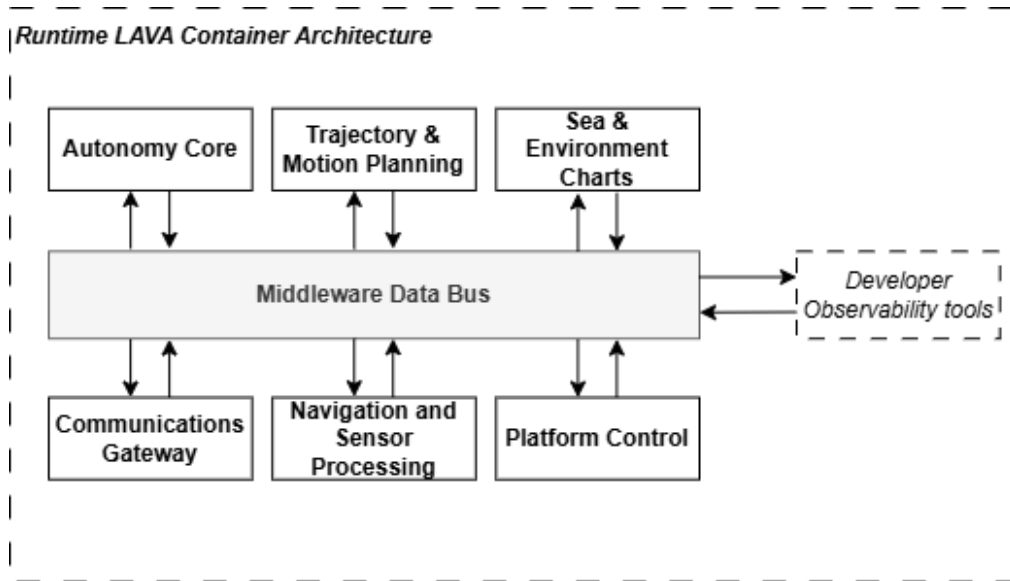 Runtime LAVA Container Architecture
Autonomy Core
Trajectory &
Motion Planning
Sea &
Environment
Charts
Middleware Data Bus
Developer
Observability tools
Communications
Gateway
Navigation and
Sensor
Processing
Platform Control